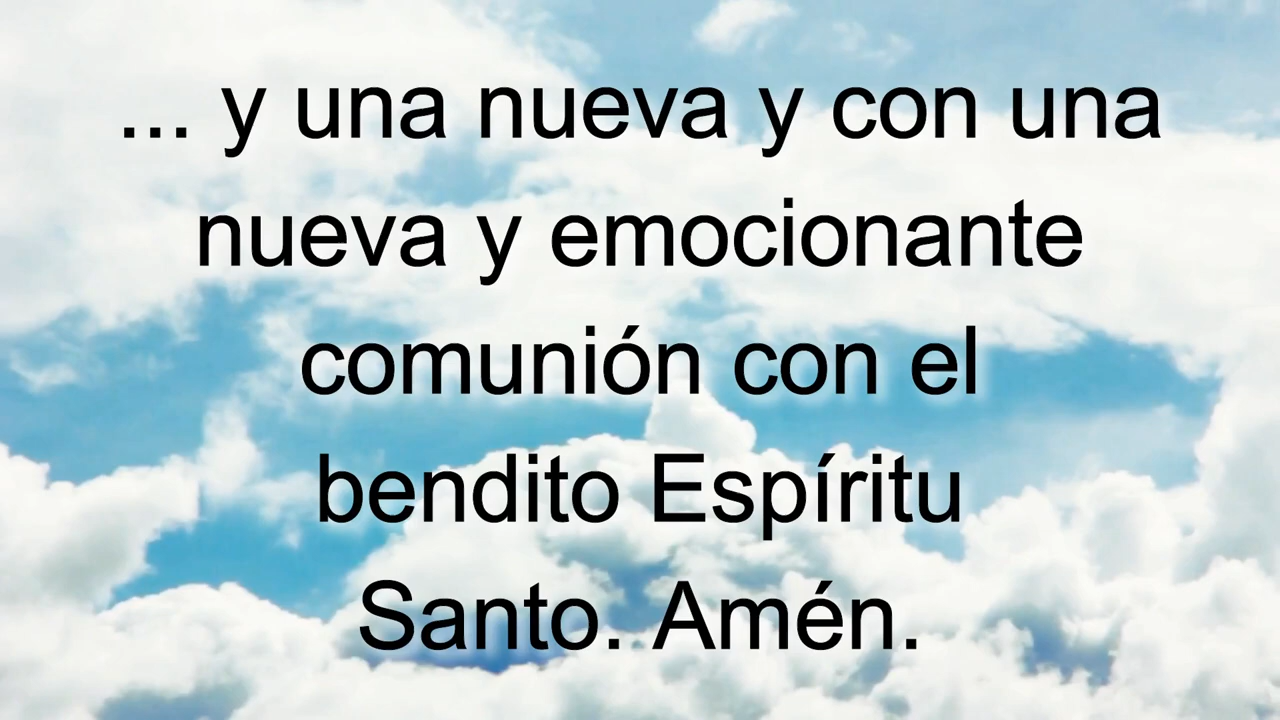 ... y una nueva y con una
nueva y emocionante
comunión con el
bendito Espíritu
Santo. Amén.